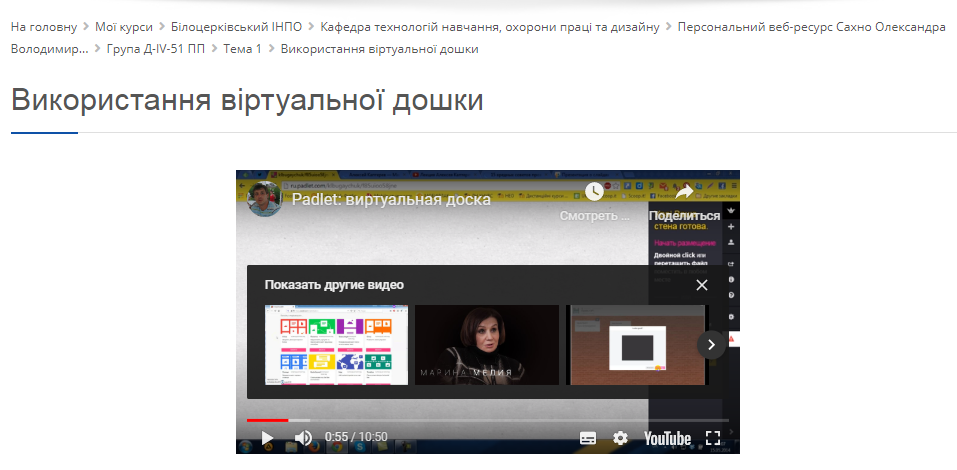 На головну > Мої курси > Білоцерківський ІНПО > Кафедра технологій навчання, охорони праці та дизайну > Персональний веб-ресурс Сахно Олександра
Володимир... > Група Д-IV-51 ПП > Тема 1 > Використання віртуальної дошки
Використання віртуальної дошки
Padlet: виртуальная доска
Смотреть ...
Поделиться
стена готова.
Начать размещение
Двойной click или
перетащить файл
Показать другие видео
МАРИНА МЕЛИЯ
0:55 / 10:50
YouTube